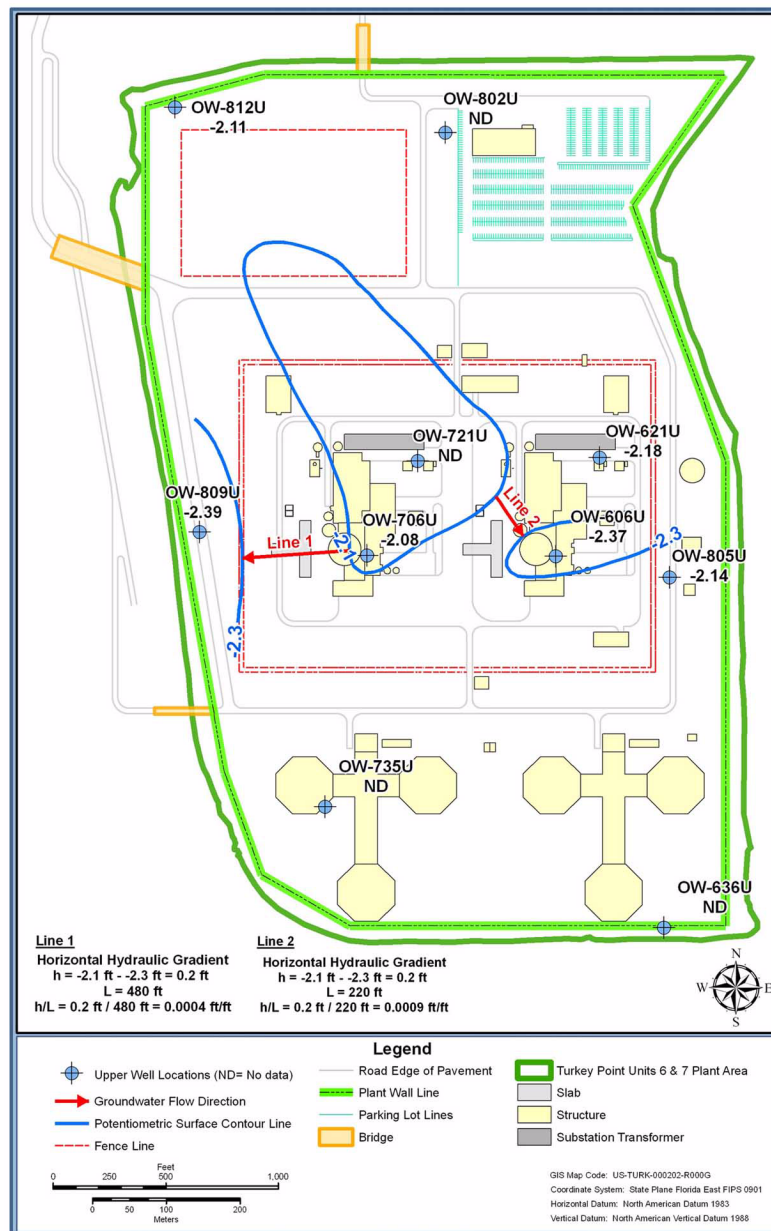 OW-812U
-2.11
OW-802U
ND
OW-721U
ND
OW-621U
-2.18
OW-809U
-2.39
Line 1
-2.1
OW-706U
-2.08
Line 2
OW-606U
-2.37
-2.3
OW-805U
-2.14
-2.3
OW-735U
ND
OW-636U
ND
Line 1
Horizontal Hydraulic Gradient
h = -2.1 ft - -2.3 ft = 0.2 ft
L = 480 ft
h/L = 0.2 ft / 480 ft = 0.0004 ft/ft
Line 2
Horizontal Hydraulic Gradient
h = -2.1 ft - -2.3 ft = 0.2 ft
L = 220 ft
h/L = 0.2 ft / 220 ft = 0.0009 ft/ft
N
W E
S
Legend
Upper Well Locations (ND= No data)
Groundwater Flow Direction
Potentiometric Surface Contour Line
Fence Line
Road Edge of Pavement
Plant Wall Line
Parking Lot Lines
Bridge
Turkey Point Units 6 & 7 Plant Area
Slab
Structure
Substation Transformer
Feet
0 250 500 1,000
0 50 100 200
Meters
GIS Map Code: US-TURK-000202-R000G
Coordinate System: State Plane Florida East FIPS 0901
Horizontal Datum: North American Datum 1983
Vertical Datum: North American Vertical Datum 1988